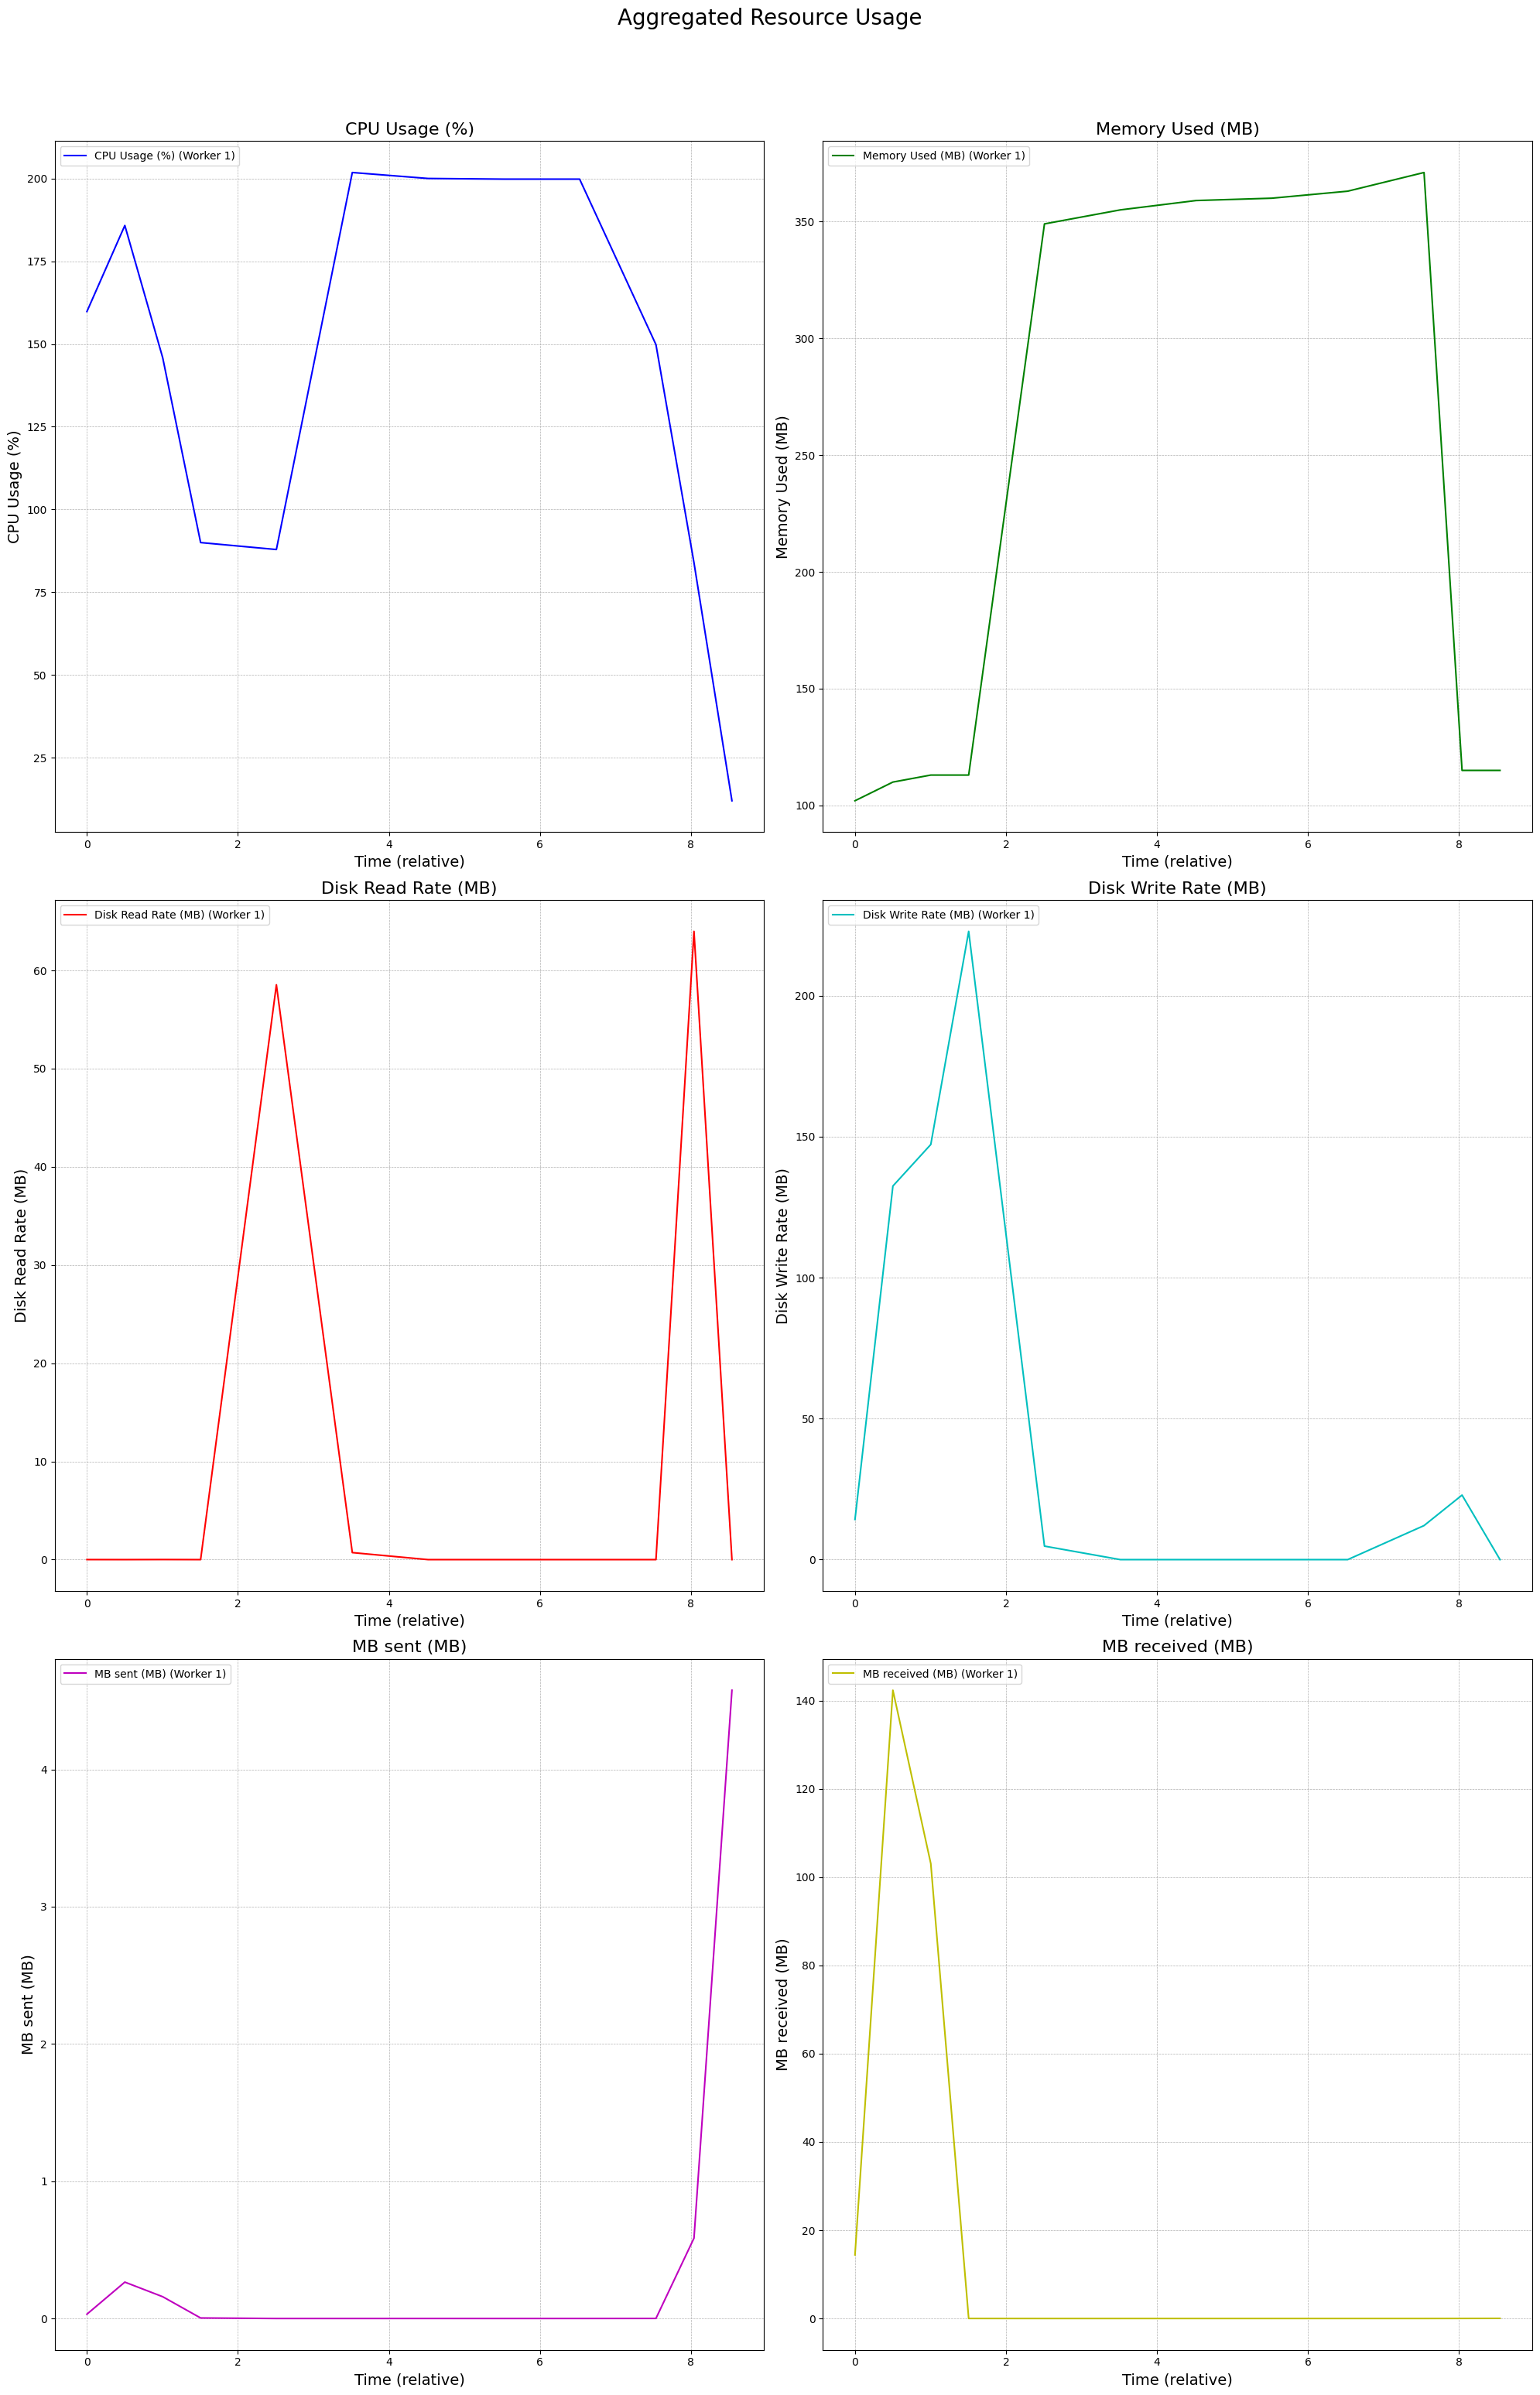 Aggregated Resource Usage
CPU Usage (%)
CPU Usage (%) (Worker 1)
CPU Usage (%)
200
175
150
125
100
75
50
25
0 2 4 6 8
Time (relative)
Memory Used (MB)
Memory Used (MB) (Worker 1)
Memory Used (MB)
350
300
250
200
150
100
0 2 4 6 8
Time (relative)
Disk Read Rate (MB)
Disk Read Rate (MB) (Worker 1)
Disk Read Rate (MB)
60
50
40
30
20
10
0
0 2 4 6 8
Time (relative)
Disk Write Rate (MB)
Disk Write Rate (MB) (Worker 1)
Disk Write Rate (MB)
200
150
100
50
0
0 2 4 6 8
Time (relative)
MB sent (MB)
MB sent (MB) (Worker 1)
MB sent (MB)
4
3
2
1
0
0 2 4 6 8
Time (relative)
MB received (MB)
MB received (MB) (Worker 1)
MB received (MB)
140
120
100
80
60
40
20
0
0 2 4 6 8
Time (relative)